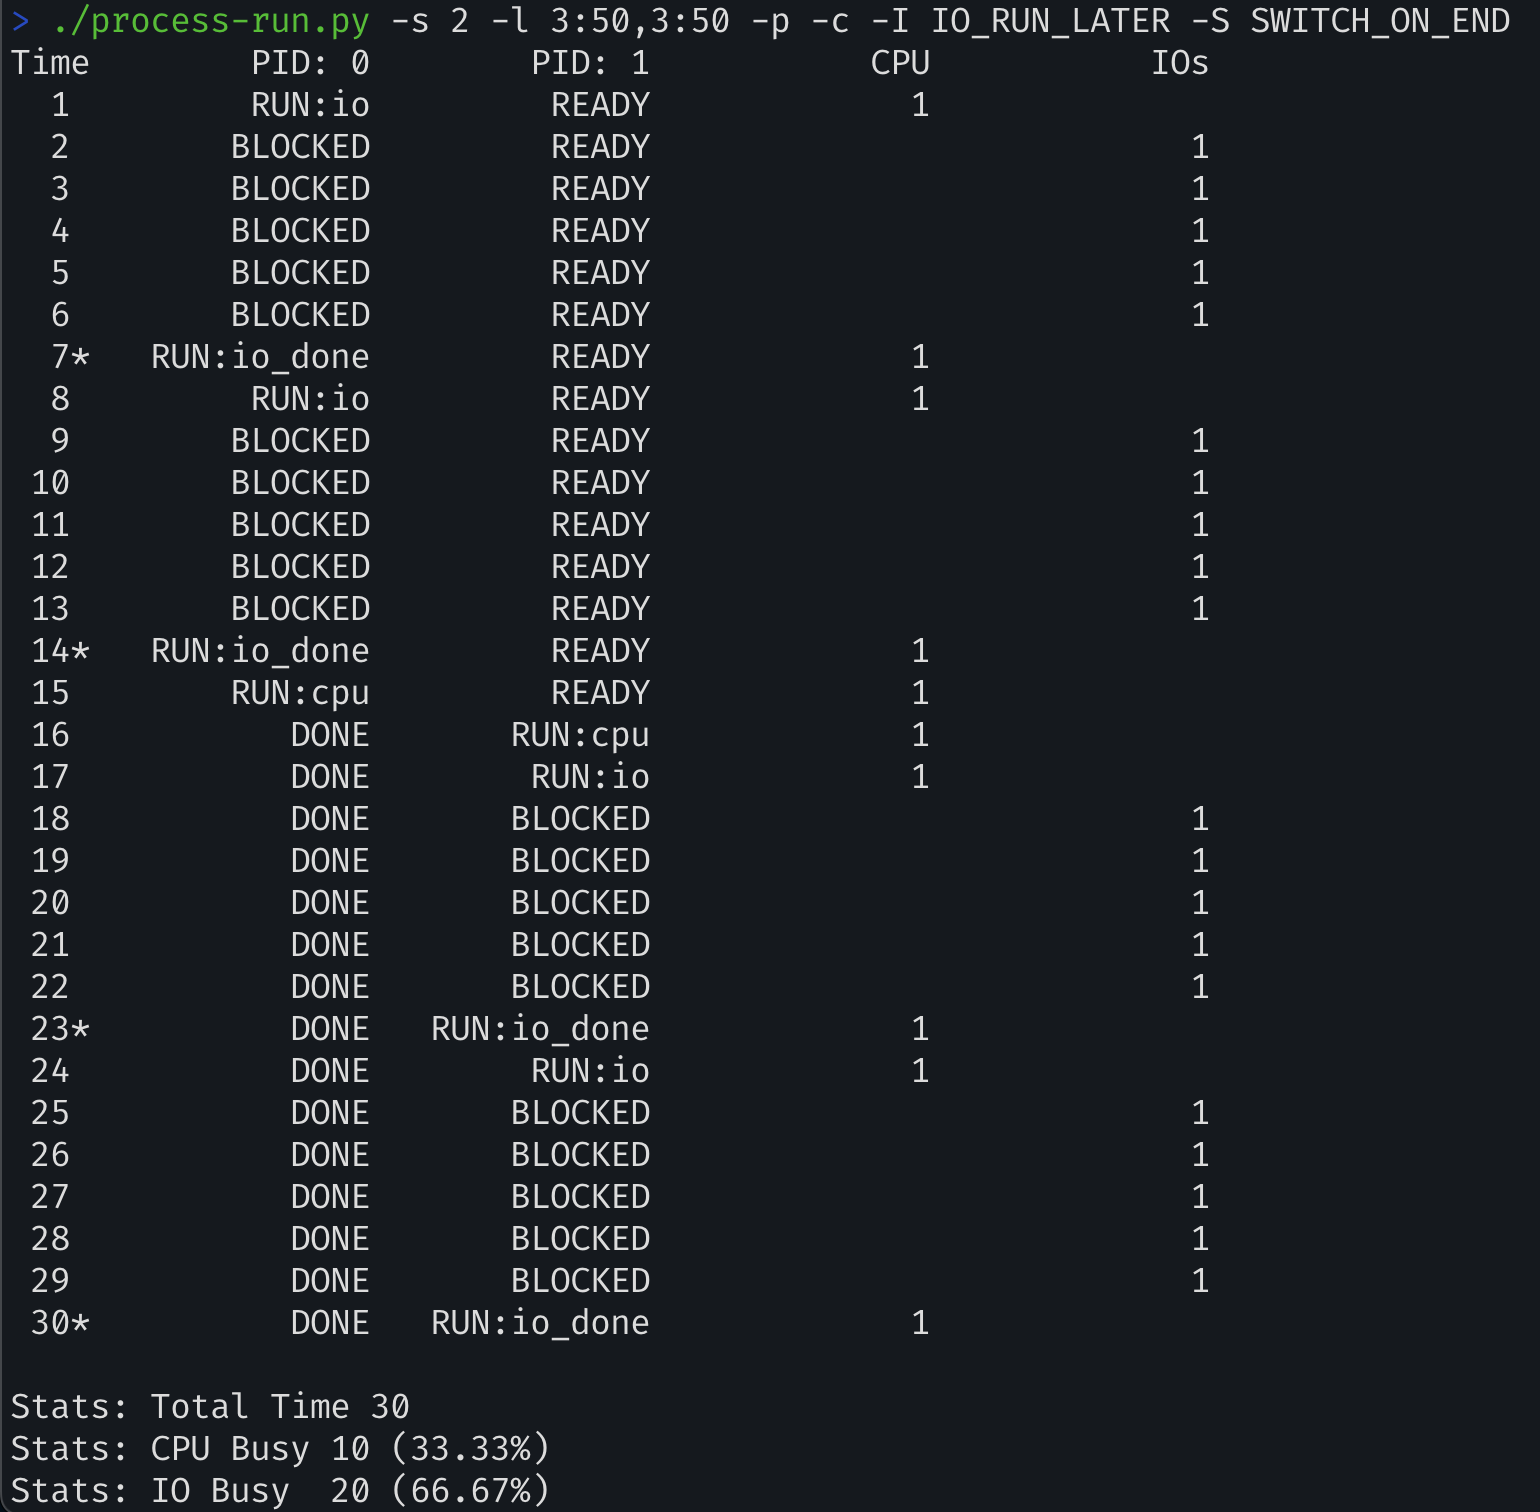 > ./process-run.py -s 2 -l 3:50,3:50 -p -c -I IO_RUN_LATER -S SWITCH_ON_END
Time        PID: 0        PID: 1           CPU           IOs
  1         RUN:io         READY             1
  2        BLOCKED         READY                           1
  3        BLOCKED         READY                           1
  4        BLOCKED         READY                           1
  5        BLOCKED         READY                           1
  6        BLOCKED         READY                           1
  7*   RUN:io_done         READY             1
  8         RUN:io         READY             1
  9        BLOCKED         READY                           1
 10        BLOCKED         READY                           1
 11        BLOCKED         READY                           1
 12        BLOCKED         READY                           1
 13        BLOCKED         READY                           1
 14*   RUN:io_done         READY             1
 15        RUN:cpu         READY             1
 16           DONE       RUN:cpu             1
 17           DONE        RUN:io             1
 18           DONE       BLOCKED                           1
 19           DONE       BLOCKED                           1
 20           DONE       BLOCKED                           1
 21           DONE       BLOCKED                           1
 22           DONE       BLOCKED                           1
 23*          DONE   RUN:io_done             1
 24           DONE        RUN:io             1
 25           DONE       BLOCKED                           1
 26           DONE       BLOCKED                           1
 27           DONE       BLOCKED                           1
 28           DONE       BLOCKED                           1
 29           DONE       BLOCKED                           1
 30*          DONE   RUN:io_done             1
Stats: Total Time 30
Stats: CPU Busy 10 (33.33%)
Stats: IO Busy  20 (66.67%)